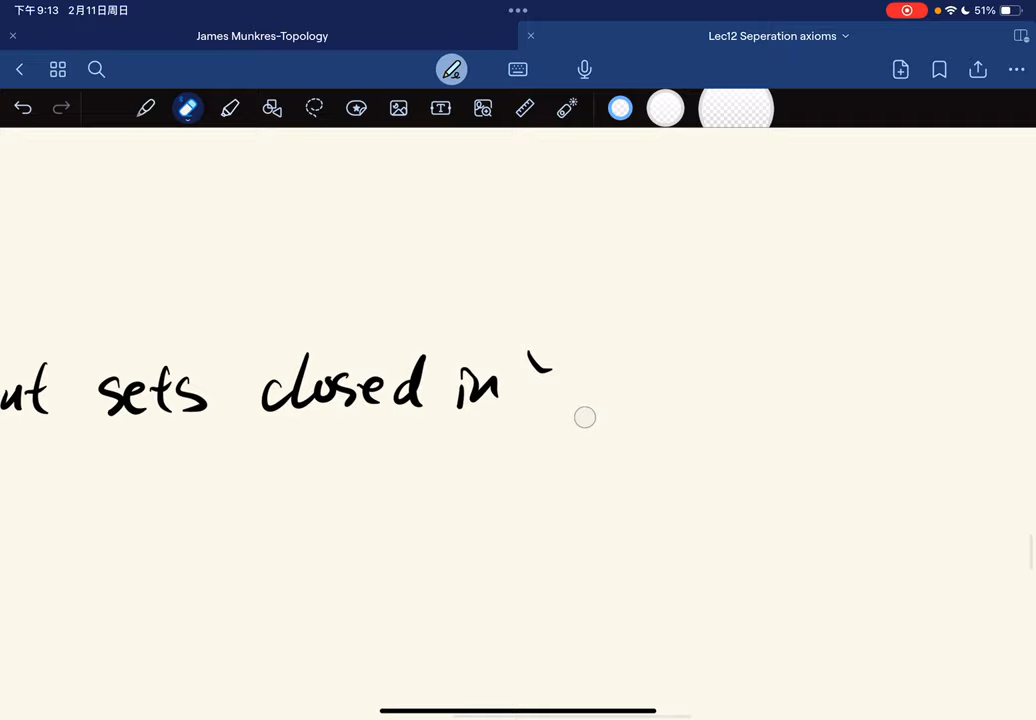 下午9:13 2月11日周日
51%
James Munkres-Topology
Lec12 Seperation axioms
sets closed in